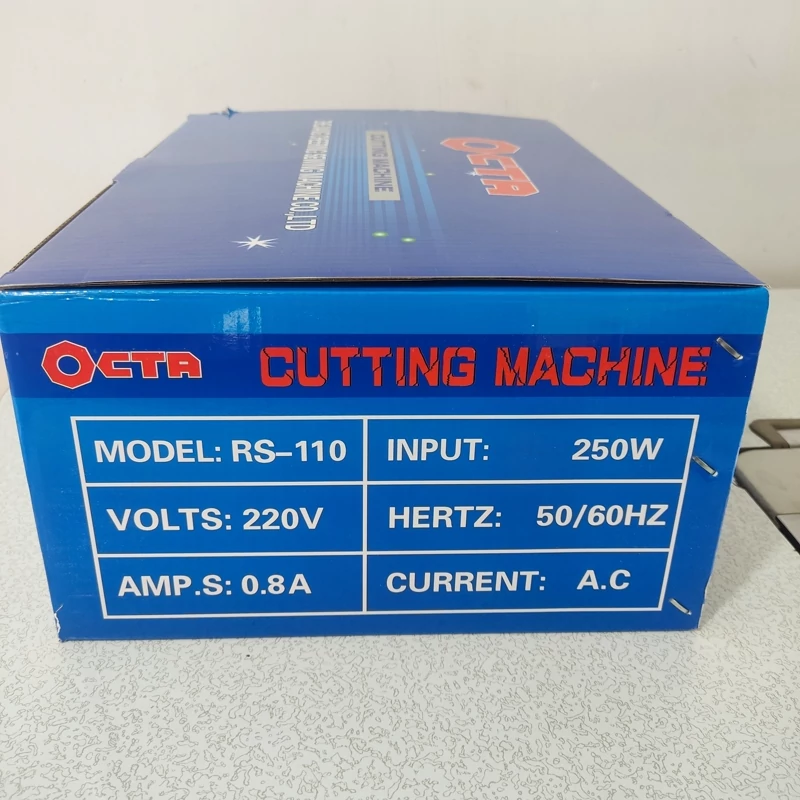 OCTA
CUTTING MACHINE
OCTA CUTTING MACHINE
MODEL: RS-110
INPUT: 250W
VOLTS: 220V
HERTZ: 50/60HZ
AMP.S: 0.8A
CURRENT: A.C